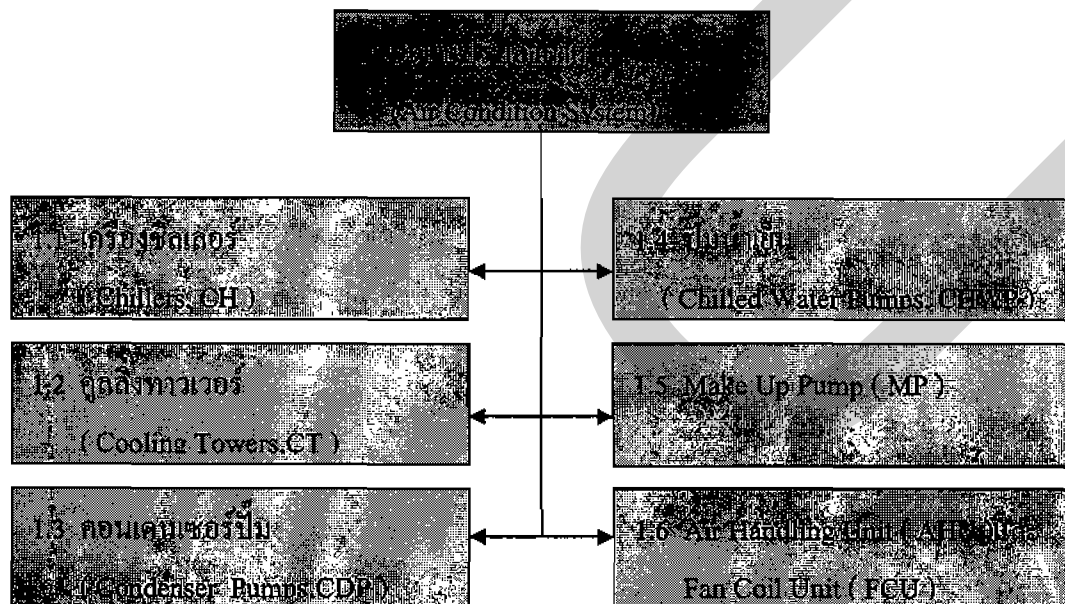 (Air Condition System)
1.1 เครื่องชิลเลอร์
( Chillers, CH )
1.2 คูลลิ่งทาวเวอร์
( Cooling Towers,CT )
1.3 คอนเดนเซอร์ปั๊ม
( Condenser Pumps,CDP )
1.4 ปั๊มน้ำเย็น
( Chilled Water Pumps, CHWP )
1.5 Make Up Pump ( MP )
1.6 Air Handling Unit ( AHU )และ
Fan Coil Unit ( FCU )